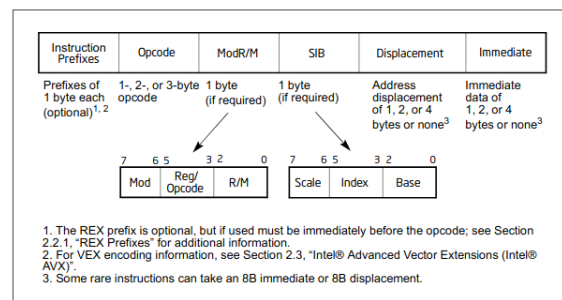 Instruction Prefixes
Opcode
ModR/M
SIB
Displacement
Immediate
Prefixes of
1 byte each
(optional)1, 2
1-, 2-, or 3-byte
opcode
1 byte
(if required)
1 byte
(if required)
Address
displacement
of 1, 2, or 4
bytes or none3
Immediate
data of
1, 2, or 4
bytes or none3
7 6 5 3 2 0
Mod
Reg/
Opcode
R/M
7 6 5 3 2 0
Scale
Index
Base
1. The REX prefix is optional, but if used must be immediately before the opcode; see Section
2.2.1, “REX Prefixes” for additional information.
2. For VEX encoding information, see Section 2.3, “Intel® Advanced Vector Extensions (Intel®
AVX)”.
3. Some rare instructions can take an 8B immediate or 8B displacement.